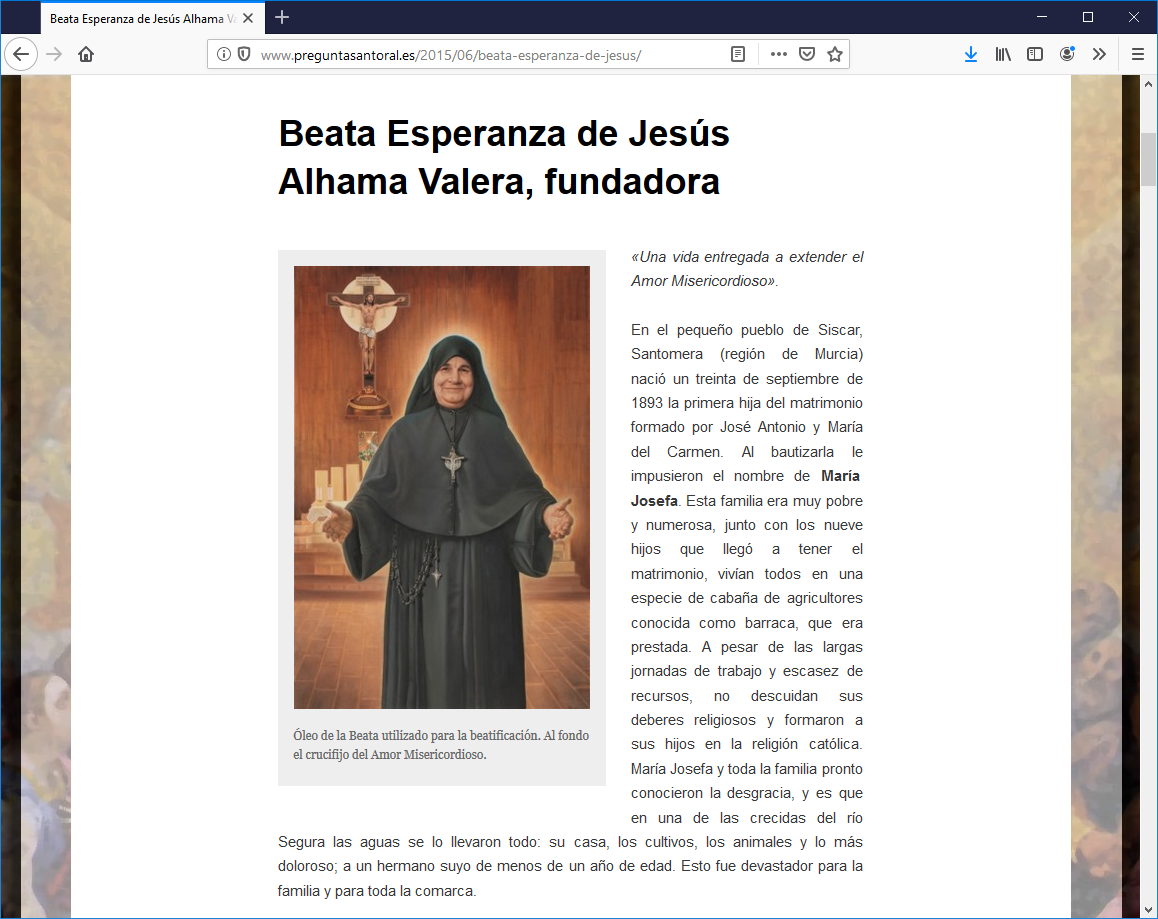 Beata Esperanza de Jesús Alhama Va
www.preguntasantoral.es/2015/06/beata-esperanza-de-jesus/
Beata Esperanza de Jesús
Alhama Valera, fundadora
«Una vida entregada a extender el
Amor Misericordioso».
En el pequeño pueblo de Siscar,
Santomera (región de Murcia)
nació un treinta de septiembre de
1893 la primera hija del matrimonio
formado por José Antonio y María
del Carmen. Al bautizarla le
impusieron el nombre de María
Josefa. Esta familia era muy pobre
y numerosa, junto con los nueve
hijos que llegó a tener el
matrimonio, vivían todos en una
especie de cabaña de agricultores
conocida como barraca, que era
prestada. A pesar de las largas
jornadas de trabajo y escasez de
recursos, no descuidan sus
deberes religiosos y formaron a
sus hijos en la religión católica.
María Josefa y toda la familia pronto
conocieron la desgracia, y es que
en una de las crecidas del río
Segura las aguas se lo llevaron todo: su casa, los cultivos, los animales y lo más
doloroso; a un hermano suyo de menos de un año de edad. Esto fue devastador para la
familia y para toda la comarca.
Óleo de la Beata utilizado para la beatificación. Al fondo
el crucifijo del Amor Misericordioso.